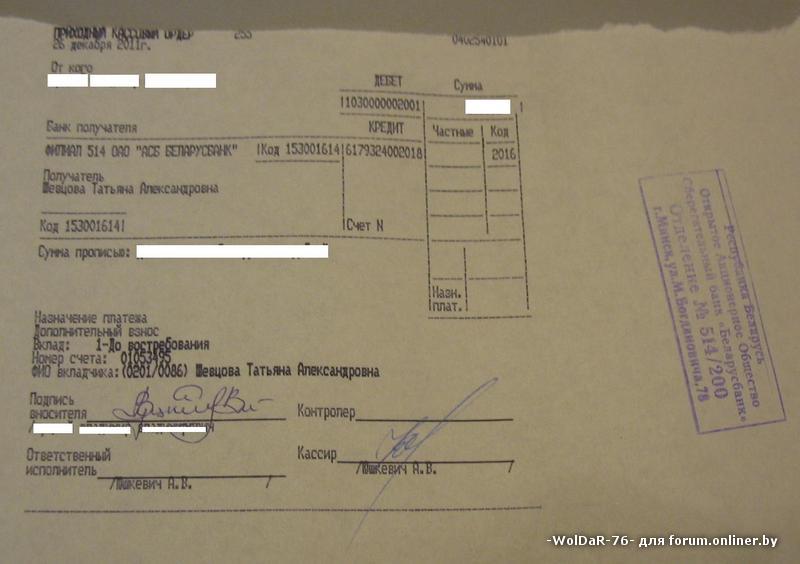 ПРИХОДНЫЙ КАССОВЫЙ ОРДЕР 255 0402540101
26 декабря 2011г.
От кого
ДЕБЕТ Сумма
11030000002001
Банк получателя КРЕДИТ Частные Код
ФИЛИАЛ 514 ОАО "АСБ БЕЛАРУСБАНК" Код 153001614 6179324002018 2016
Получатель
Шевцова Татьяна Александровна
Код 153001614 Счет N
Сумма прописью:
Назн.
плат.
Назначение платежа
Дополнительный взнос
Вклад: 1-До востребования
Номер счета: 01053495
ФИО вкладчика:(0201/0086) Шевцова Татьяна Александровна
Подпись
вносителя Контролер
Ответственный
исполнитель Кассир
/Юшкевич А.В. /Юшкевич А.В. /
Республика Беларусь
Открытое Акционерное Общество
Сберегательный банк «Беларусбанк»
Отделение № 514/200
г.Минск,ул.М.Богдановича,78
-WolDaR-76- для forum.onliner.by